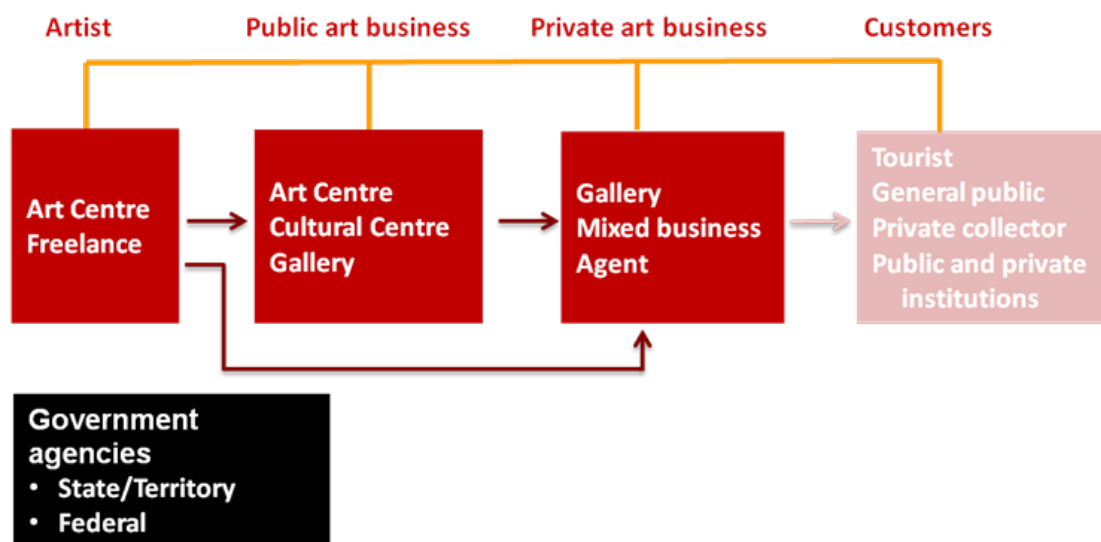 Artist
Public art business
Private art business
Customers
Art Centre
Freelance
Art Centre
Cultural Centre
Gallery
Gallery
Mixed business
Agent
Tourist
General public
Private collector
Public and private
institutions
Government
agencies
• State/Territory
• Federal